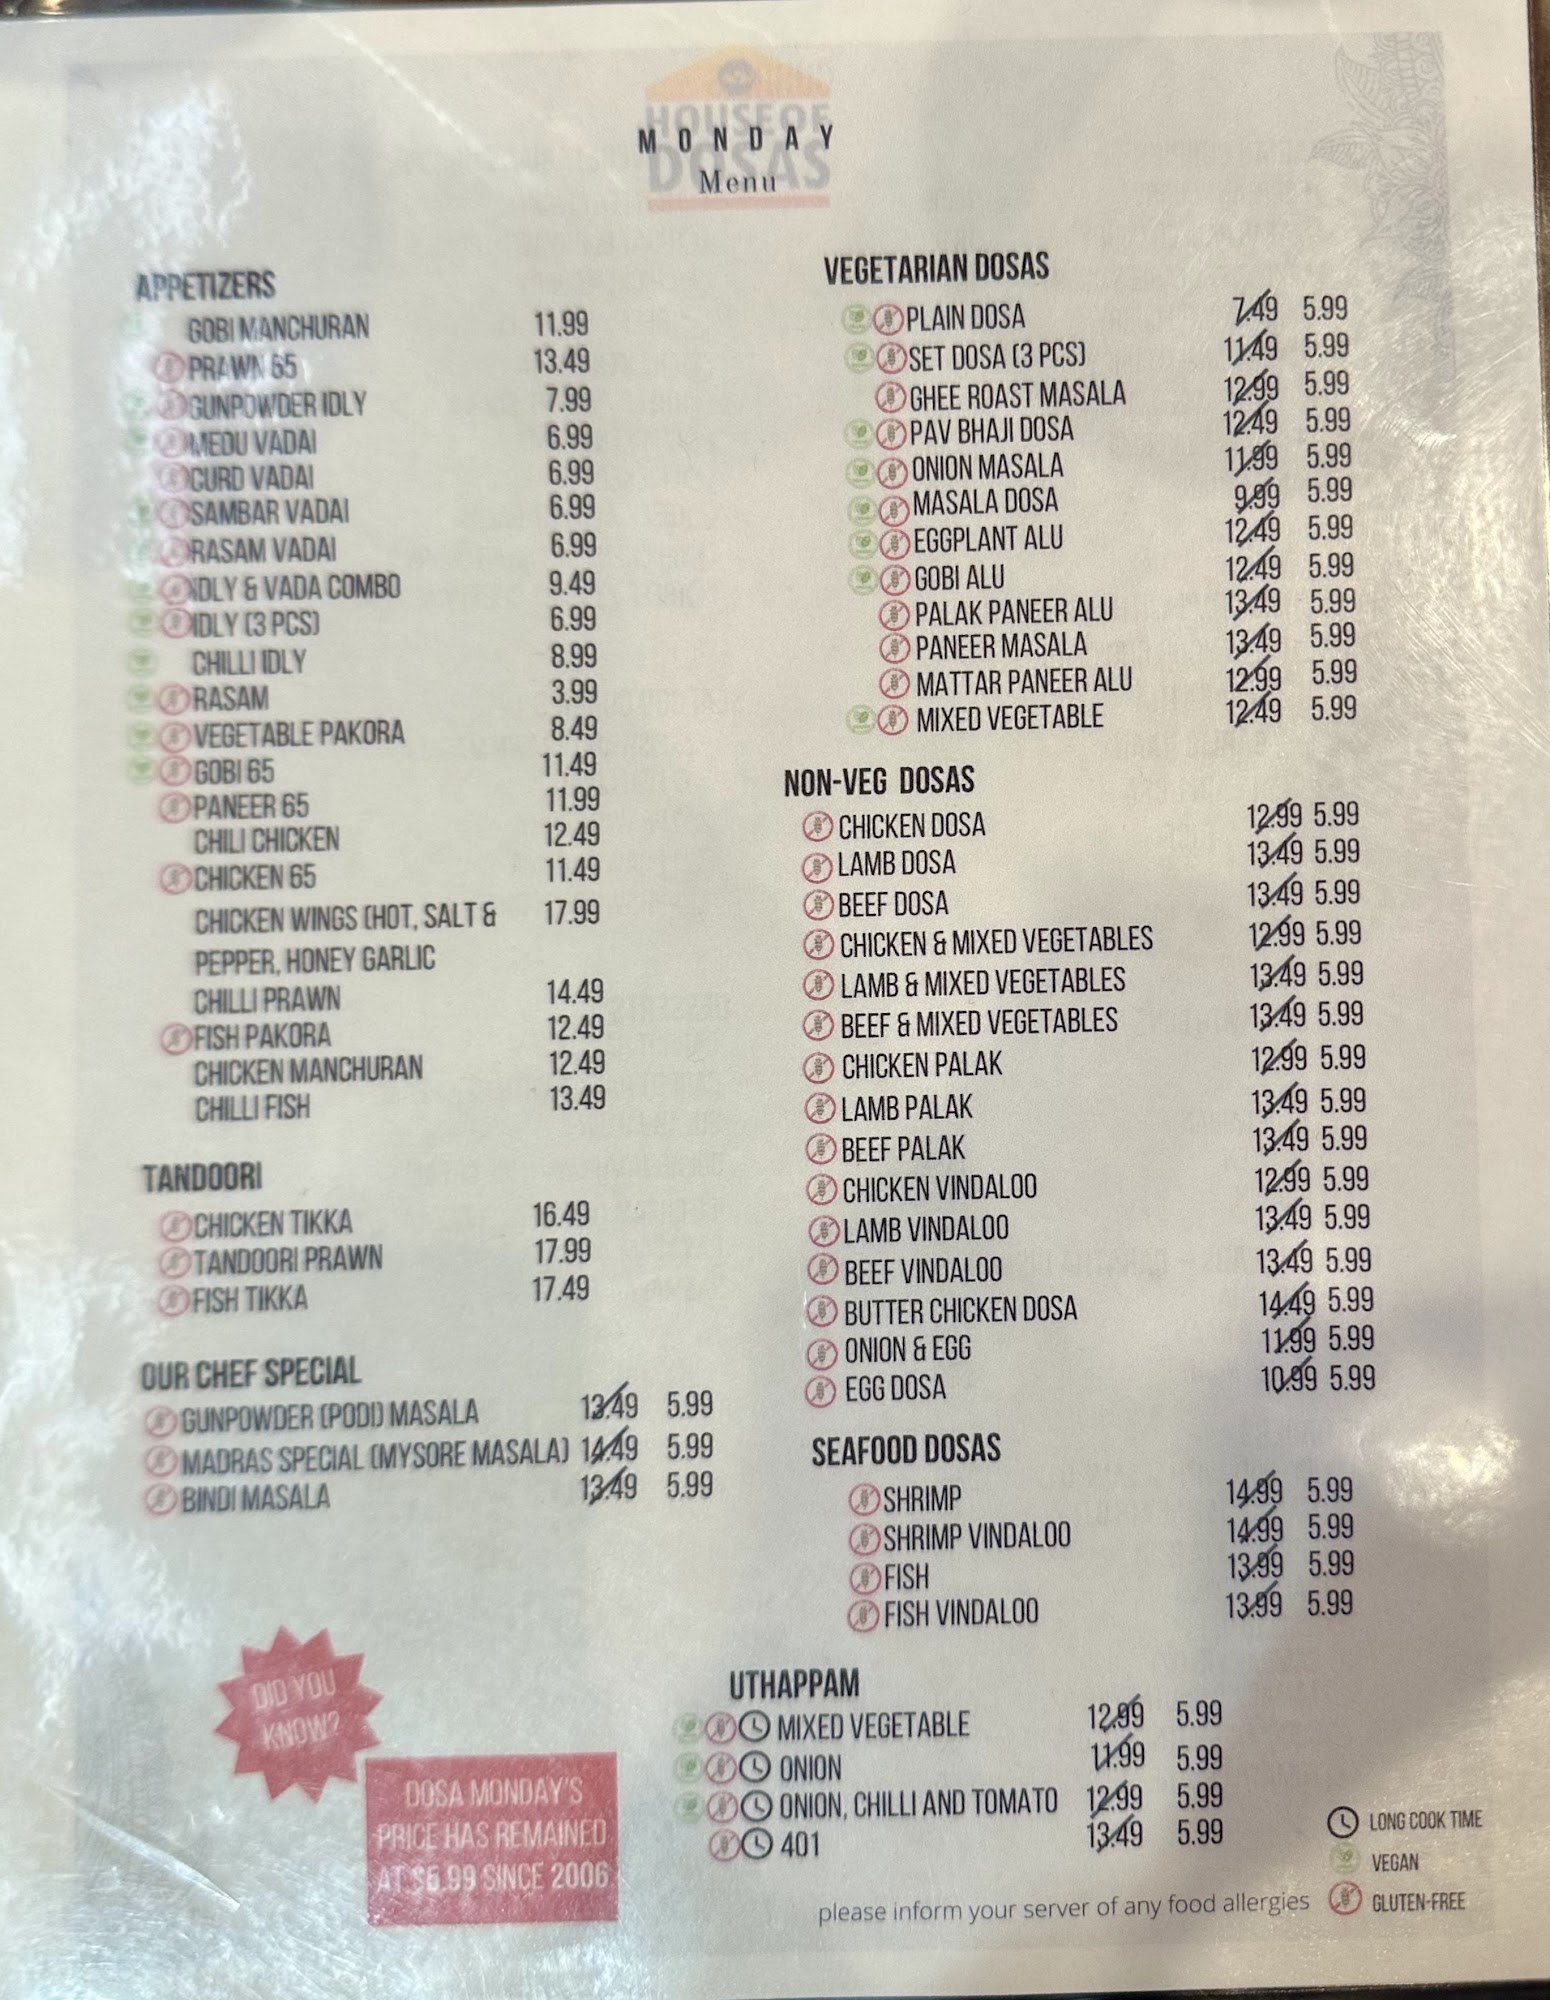 HOUSE OF
DOSAS
MONDAY
Menu
APPETIZERS
GOBI MANCHURAN 11.99
PRAWN 65 13.49
GUNPOWDER IDLY 7.99
MEDU VADAI 6.99
CURD VADAI 6.99
SAMBAR VADAI 6.99
RASAM VADAI 6.99
IDLY & VADA COMBO 9.49
IDLY (3 PCS) 6.99
CHILLI IDLY 8.99
RASAM 3.99
VEGETABLE PAKORA 8.49
GOBI 65 11.49
PANEER 65 11.99
CHILI CHICKEN 12.49
CHICKEN 65 11.49
CHICKEN WINGS (HOT, SALT & 17.99
PEPPER, HONEY GARLIC
CHILLI PRAWN 14.49
FISH PAKORA 12.49
CHICKEN MANCHURAN 12.49
CHILLI FISH 13.49
TANDOORI
CHICKEN TIKKA 16.49
TANDOORI PRAWN 17.99
FISH TIKKA 17.49
OUR CHEF SPECIAL
GUNPOWDER (PODI) MASALA 13.49 5.99
MADRAS SPECIAL (MYSORE MASALA) 14.49 5.99
BINDI MASALA 13.49 5.99
DID YOU
KNOW?
DOSA MONDAY'S
PRICE HAS REMAINED
AT $5.99 SINCE 2006
VEGETARIAN DOSAS
PLAIN DOSA 7.49 5.99
SET DOSA (3 PCS) 11.49 5.99
GHEE ROAST MASALA 12.99 5.99
PAV BHAJI DOSA 12.49 5.99
ONION MASALA 11.99 5.99
MASALA DOSA 9.99 5.99
EGGPLANT ALU 12.49 5.99
GOBI ALU 12.49 5.99
PALAK PANEER ALU 13.49 5.99
PANEER MASALA 13.49 5.99
MATTAR PANEER ALU 12.99 5.99
MIXED VEGETABLE 12.49 5.99
NON-VEG DOSAS
CHICKEN DOSA 12.99 5.99
LAMB DOSA 13.49 5.99
BEEF DOSA 13.49 5.99
CHICKEN & MIXED VEGETABLES 12.99 5.99
LAMB & MIXED VEGETABLES 13.49 5.99
BEEF & MIXED VEGETABLES 13.49 5.99
CHICKEN PALAK 12.99 5.99
LAMB PALAK 13.49 5.99
BEEF PALAK 13.49 5.99
CHICKEN VINDALOO 12.99 5.99
LAMB VINDALOO 13.49 5.99
BEEF VINDALOO 13.49 5.99
BUTTER CHICKEN DOSA 14.49 5.99
ONION & EGG 11.99 5.99
EGG DOSA 10.99 5.99
SEAFOOD DOSAS
SHRIMP 14.99 5.99
SHRIMP VINDALOO 14.99 5.99
FISH 13.99 5.99
FISH VINDALOO 13.99 5.99
UTHAPPAM
MIXED VEGETABLE 12.99 5.99
ONION 11.99 5.99
ONION, CHILLI AND TOMATO 12.99 5.99
401 13.49 5.99
LONG COOK TIME
VEGAN
GLUTEN-FREE
please inform your server of any food allergies